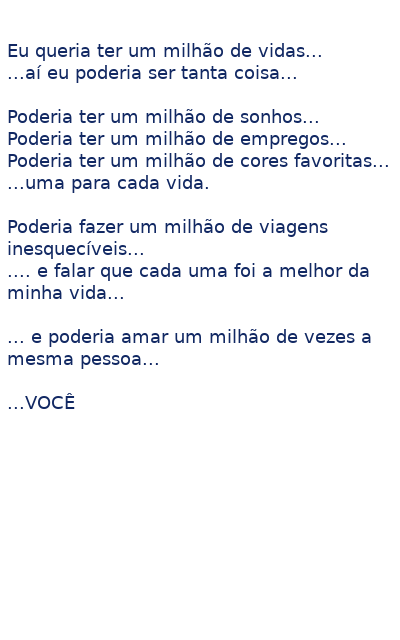 Eu queria ter um milhão de vidas...
...aí eu poderia ser tanta coisa...
Poderia ter um milhão de sonhos...
Poderia ter um milhão de empregos...
Poderia ter um milhão de cores favoritas...
...uma para cada vida.
Poderia fazer um milhão de viagens
inesquecíveis...
.... e falar que cada uma foi a melhor da
minha vida...
... e poderia amar um milhão de vezes a
mesma pessoa...
...VOCÊ